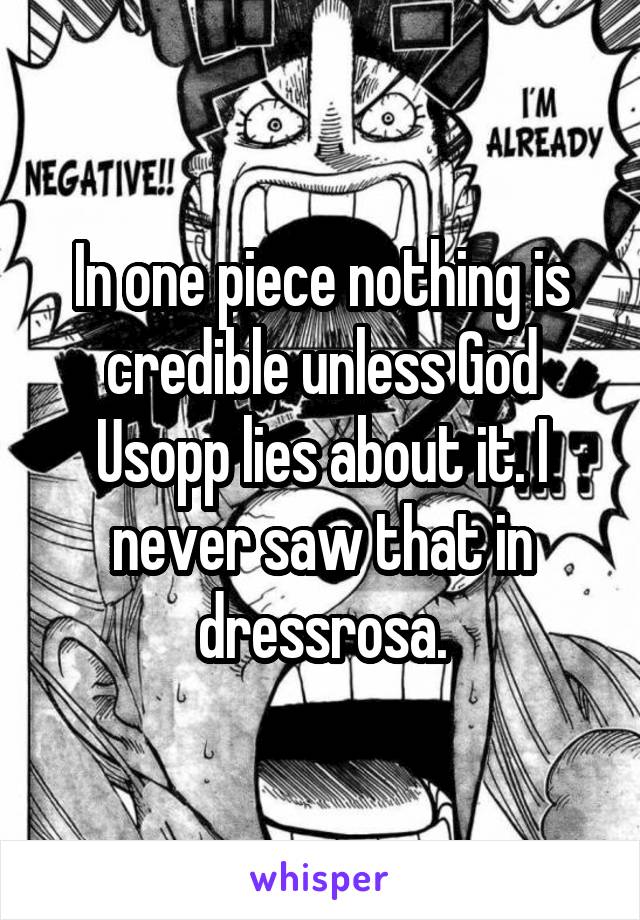 I'M
ALREADY
NEGATIVE!!
In one piece nothing is
credible unless God
Usopp lies about it. I
never saw that in
dressrosa.
whisper